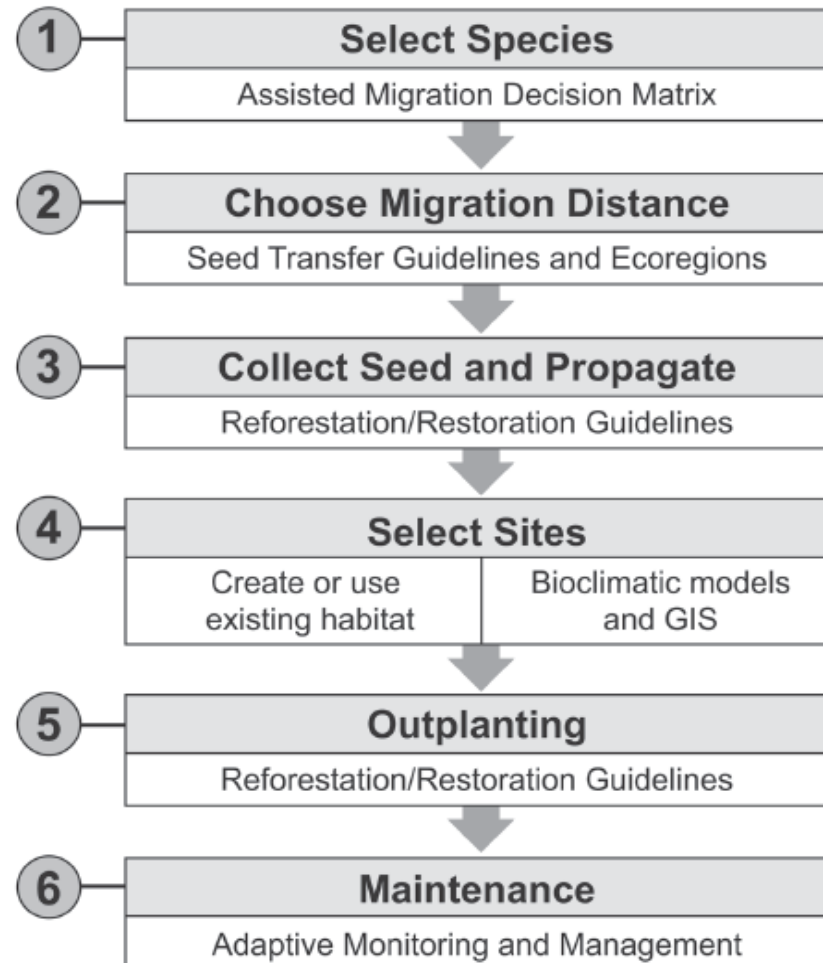 1
Select Species
Assisted Migration Decision Matrix
2
Choose Migration Distance
Seed Transfer Guidelines and Ecoregions
3
Collect Seed and Propagate
Reforestation/Restoration Guidelines
4
Select Sites
Create or use
existing habitat
Bioclimatic models
and GIS
5
Outplanting
Reforestation/Restoration Guidelines
6
Maintenance
Adaptive Monitoring and Management